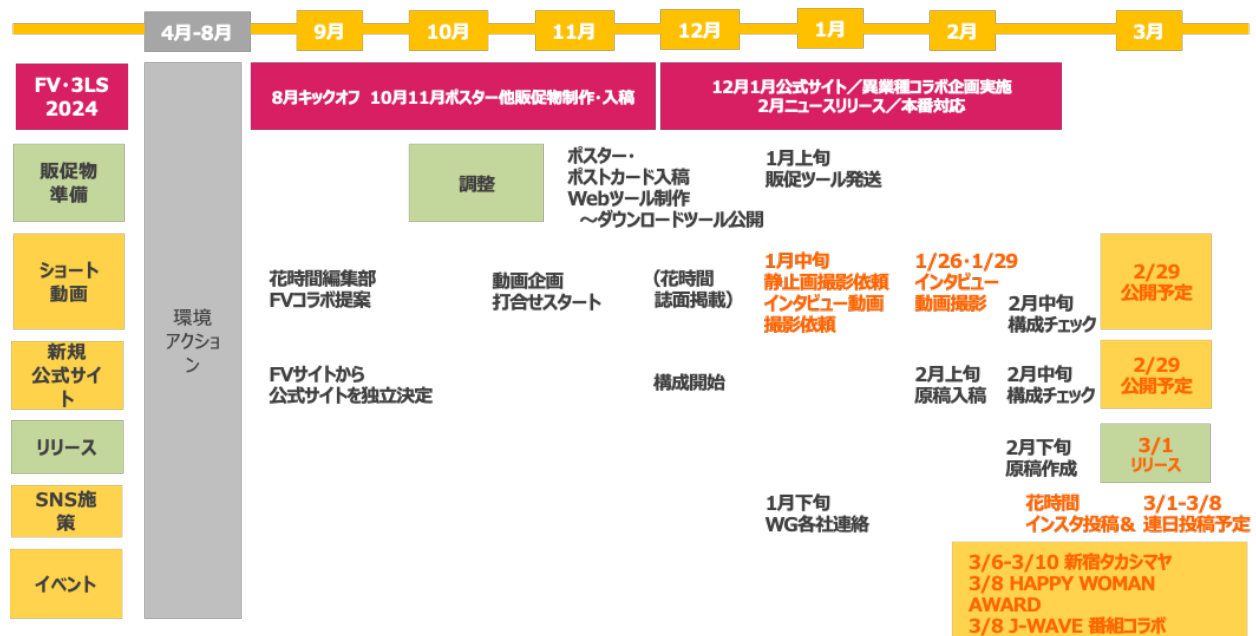 4月-8月
9月
10月
11月
12月
1月
2月
3月
FV・3LS
2024
8月キックオフ 10月11月ポスター他販促物制作・入稿
12月1月公式サイト／異業種コラボ企画実施
2月ニュースリリース／本番対応
環境
アクショ
ン
販促物
準備
調整
ポスター・
ポストカード入稿
Webツール制作
～ダウンロードツール公開
1月上旬
販促ツール発送
ショート
動画
花時間編集部
FVコラボ提案
動画企画
打合せスタート
（花時間
誌面掲載）
1月中旬
静止画撮影依頼
インタビュー動画
撮影依頼
1/26・1/29
インタビュー
動画撮影
2月中旬
構成チェック
2/29
公開予定
新規
公式サイ
ト
FVサイトから
公式サイトを独立決定
構成開始
2月上旬
原稿入稿
2月中旬
構成チェック
2/29
公開予定
リリース
2月下旬
原稿作成
3/1
リリース
SNS施
策
1月下旬
WG各社連絡
花時間
インスタ投稿＆
3/1-3/8
連日投稿予定
イベント
3/6-3/10 新宿タカシマヤ
3/8 HAPPY WOMAN
AWARD
3/8 J-WAVE 番組コラボ